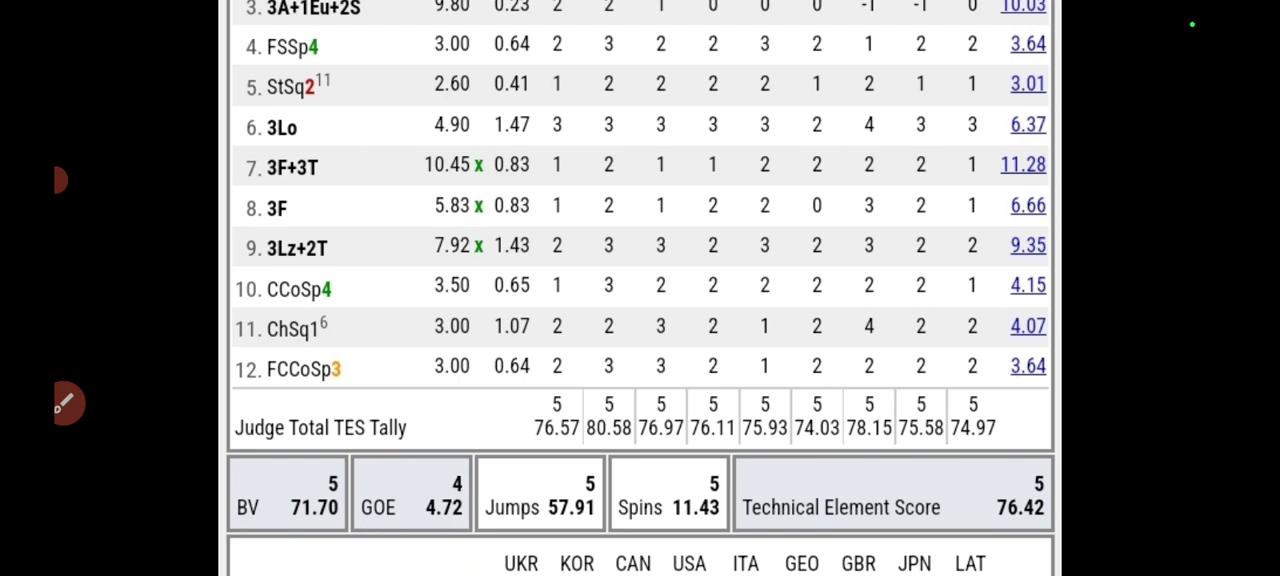 3. 3A+1Eu+2S 9.80 0.23 2 2 1 0 0 0 -1 -1 0 10.03
4. FSSp4 3.00 0.64 2 3 2 2 3 2 1 2 2 3.64
5. StSq2 11 2.60 0.41 1 2 2 2 2 1 2 1 1 3.01
6. 3Lo 4.90 1.47 3 3 3 3 3 2 4 3 3 6.37
7. 3F+3T 10.45 x 0.83 1 2 1 1 2 2 2 2 1 11.28
8. 3F 5.83 x 0.83 1 2 1 2 2 0 3 2 1 6.66
9. 3Lz+2T 7.92 x 1.43 2 3 3 2 3 2 3 2 2 9.35
10. CCoSp4 3.50 0.65 1 3 2 2 2 2 2 2 1 4.15
11. ChSq1 6 3.00 1.07 2 2 3 2 1 2 4 2 2 4.07
12. FCCoSp3 3.00 0.64 2 3 3 2 1 2 2 2 2 3.64
5 5 5 5 5 5 5 5 5
Judge Total TES Tally 76.57 80.58 76.97 76.11 75.93 74.03 78.15 75.58 74.97
5 4 5 5 5
BV 71.70 GOE 4.72 Jumps 57.91 Spins 11.43 Technical Element Score 76.42
UKR KOR CAN USA ITA GEO GBR JPN LAT